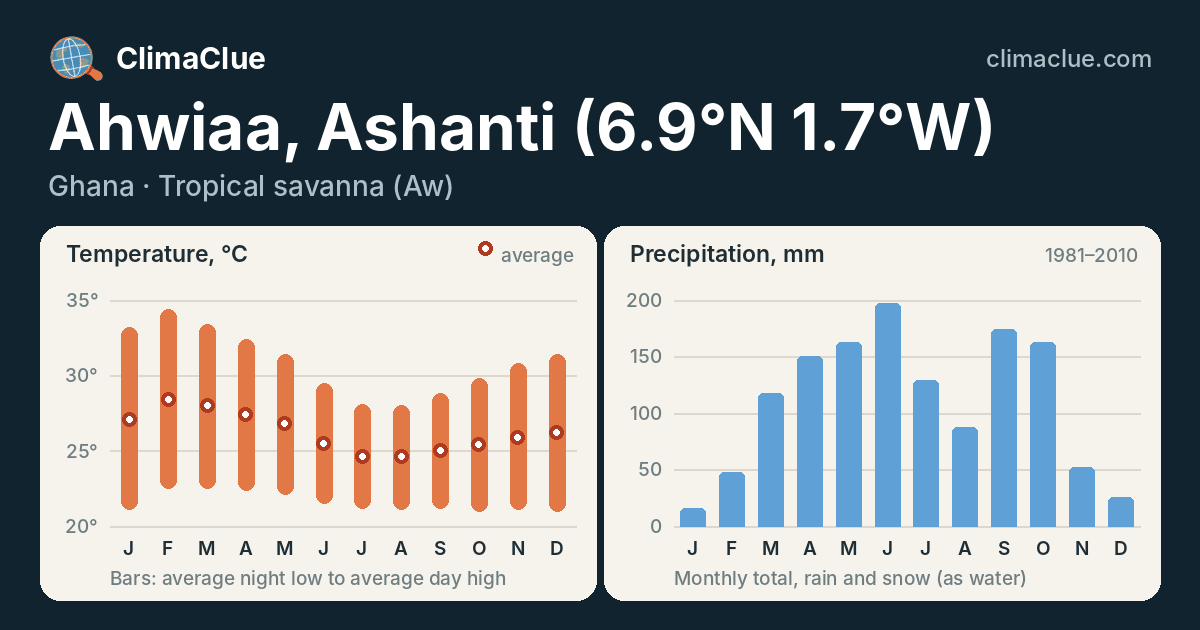 ClimaClue
climaclue.com
Ahwiaa, Ashanti (6.9°N 1.7°W)
Ghana · Tropical savanna (Aw)
Temperature, °C
average
35°
30°
25°
20°
J F M A M J J A S O N D
Bars: average night low to average day high
Precipitation, mm
1981–2010
200
150
100
50
0
J F M A M J J A S O N D
Monthly total, rain and snow (as water)